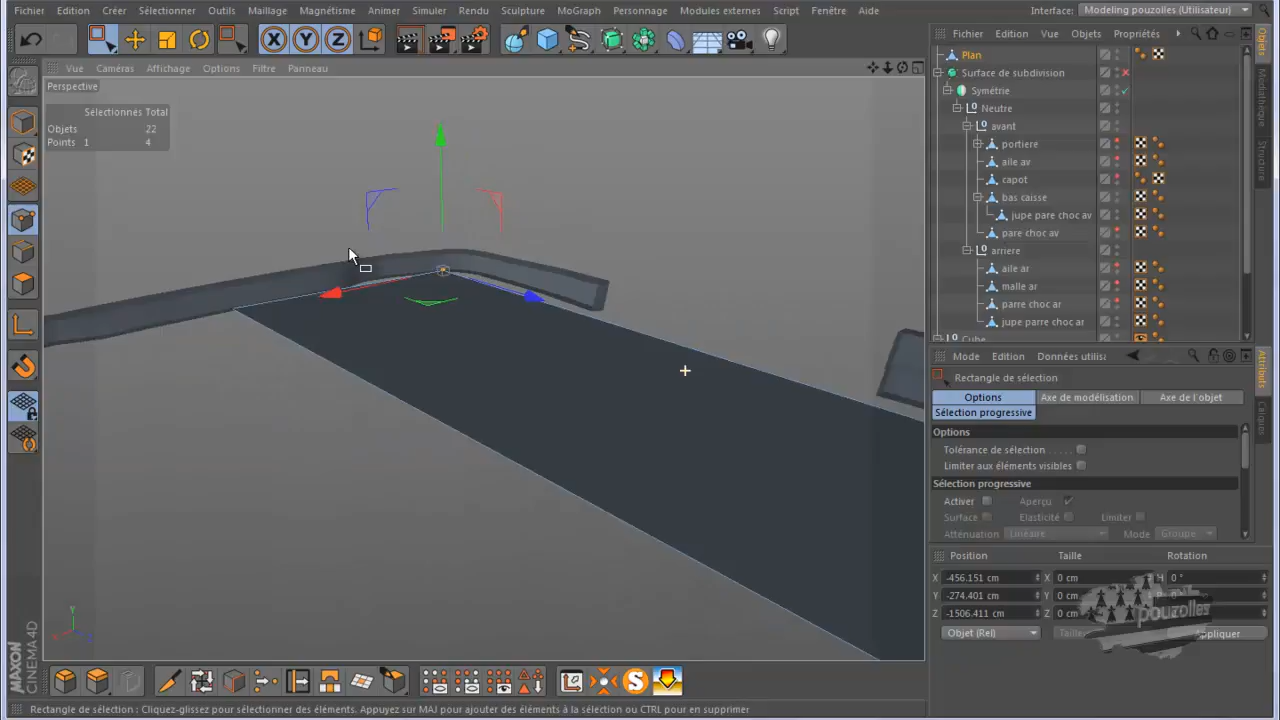 Fichier Edition Créer Sélectionner Outils Maillage Magnétisme Animer Simuler Rendu Sculpture MoGraph Personnage Modules externes Script Fenêtre Aide Interface: Modeling pouzolles (Utilisateur)
X Y Z
Fichier Edition Vue Objets Propriétés
Vue Caméras Affichage Options Filtre Panneau
Perspective
Sélectionnés Total
Objets 22
Points 1 4
Plan
Surface de subdivision
Symétrie
Neutre
avant
portiere
aile av
capot
bas caisse
jupe pare choc av
pare choc av
arriere
aile ar
malle ar
parre choc ar
jupe parre choc ar
Cube
Objets
Médiathèque
Structure
Mode Edition Données utilisi
Rectangle de sélection
Options Axe de modélisation Axe de l'objet
Sélection progressive
Options
Tolérance de sélection
Limiter aux éléments visibles
Sélection progressive
Activer Aperçu
Surface Elasticité Limiter
Atténuation Linéaire Mode Groupe
Attributs
Calques
Position Taille Rotation
X -456.151 cm X 0 cm H 0 °
Y -274.401 cm Y 0 cm
Z -1506.411 cm Z 0 cm
pouzolles
Objet (Rel) Taille Appliquer
Y
MAXON
CINEMA 4D
S
Rectangle de sélection : Cliquez-glissez pour sélectionner des éléments. Appuyez sur MAJ pour ajouter des éléments à la sélection ou CTRL pour en supprimer